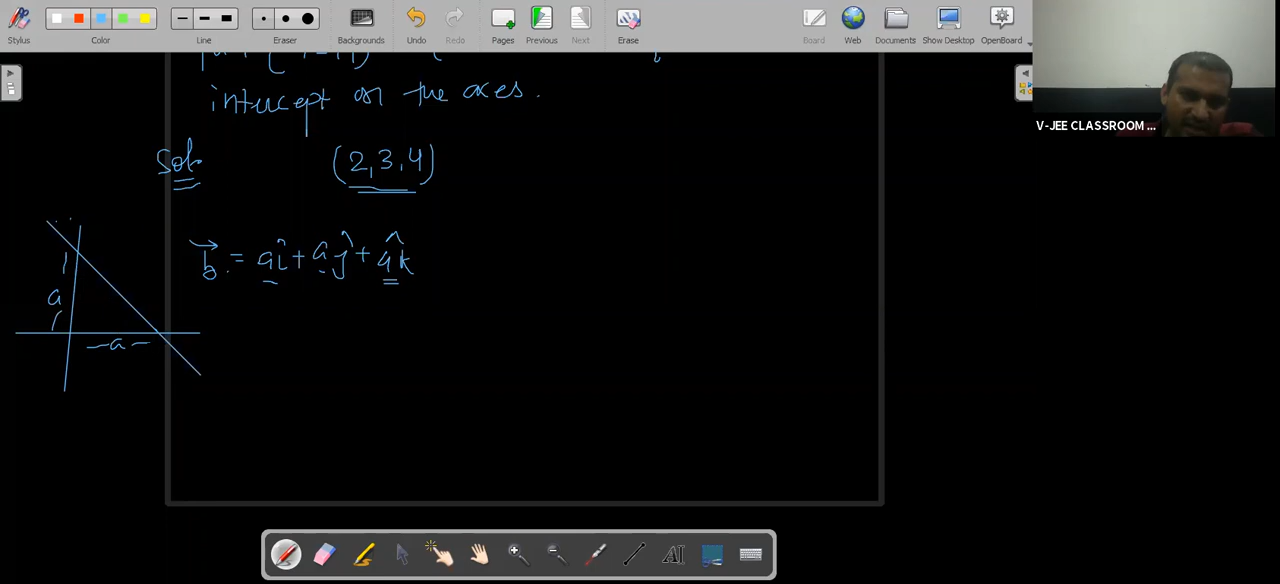 Stylus Color Line Eraser Backgrounds Undo Redo Pages Previous Next Erase Board Web Documents Show Desktop OpenBoard
V-JEE CLASSROOM ...
intercept on the axes.
Sol. (2,3,4)
b = aî + aĵ + ak̂
a
a
AI